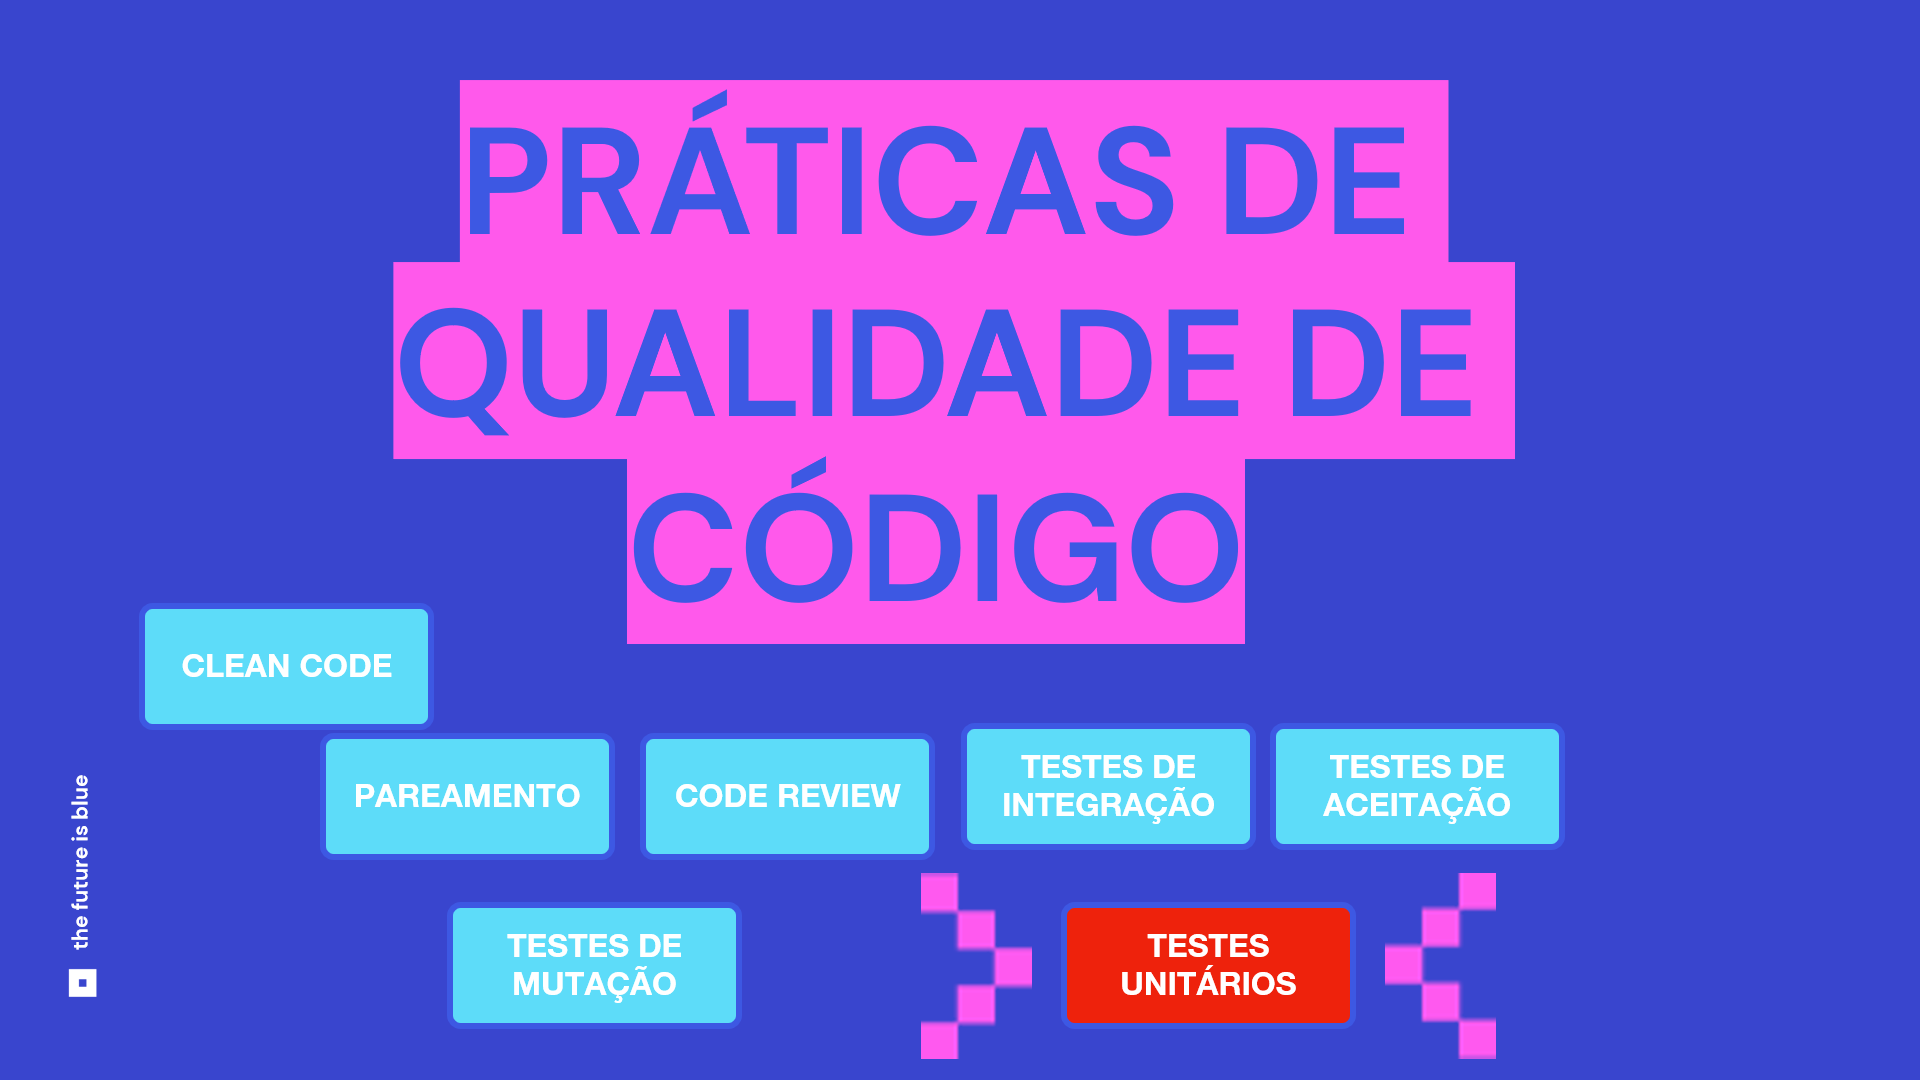 PRÁTICAS DE
QUALIDADE DE
CÓDIGO
CLEAN CODE
PAREAMENTO
CODE REVIEW
TESTES DE
INTEGRAÇÃO
TESTES DE
ACEITAÇÃO
TESTES DE
MUTAÇÃO
TESTES
UNITÁRIOS
the future is blue